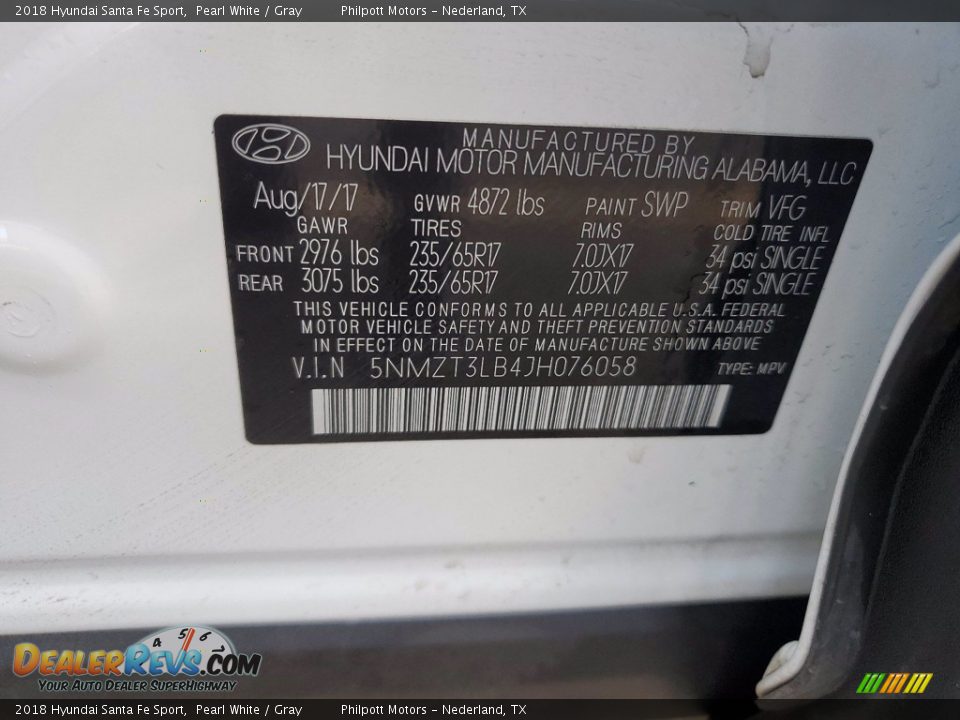 2018 Hyundai Santa Fe Sport, Pearl White / Gray Philpott Motors - Nederland, TX
MANUFACTURED BY
HYUNDAI MOTOR MANUFACTURING ALABAMA, LLC
Aug/17/17 GVWR 4872 lbs PAINT SWP TRIM VFG
GAWR TIRES RIMS COLD TIRE INFL
FRONT 2976 lbs 235/65R17 7.0JX17 34 psi SINGLE
REAR 3075 lbs 235/65R17 7.0JX17 34 psi SINGLE
THIS VEHICLE CONFORMS TO ALL APPLICABLE U.S.A. FEDERAL
MOTOR VEHICLE SAFETY AND THEFT PREVENTION STANDARDS
IN EFFECT ON THE DATE OF MANUFACTURE SHOWN ABOVE
V.I.N 5NMZT3LB4JH076058 TYPE: MPV
4 5 6 7
DEALERREVS.COM
YOUR AUTO DEALER SUPERHIGHWAY
2018 Hyundai Santa Fe Sport, Pearl White / Gray Philpott Motors - Nederland, TX